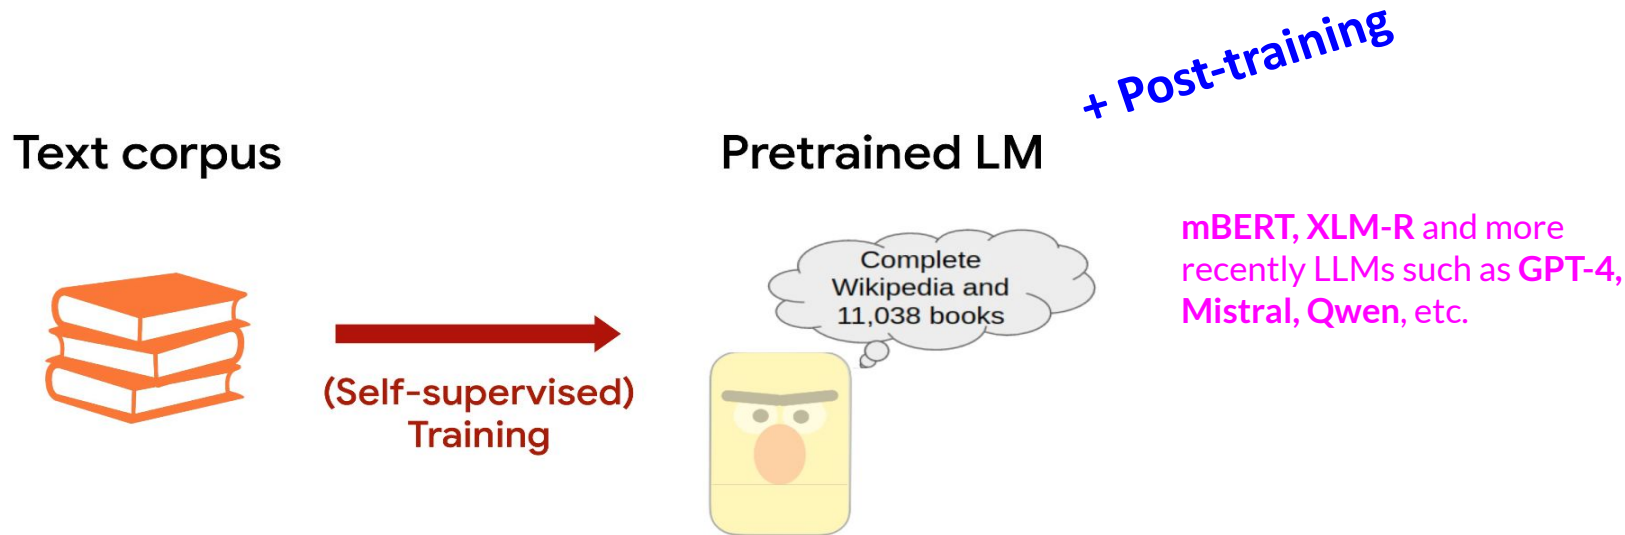 + Post-training
Text corpus
Pretrained LM
Complete
Wikipedia and
11,038 books
mBERT, XLM-R and more
recently LLMs such as GPT-4,
Mistral, Qwen, etc.
(Self-supervised)
Training